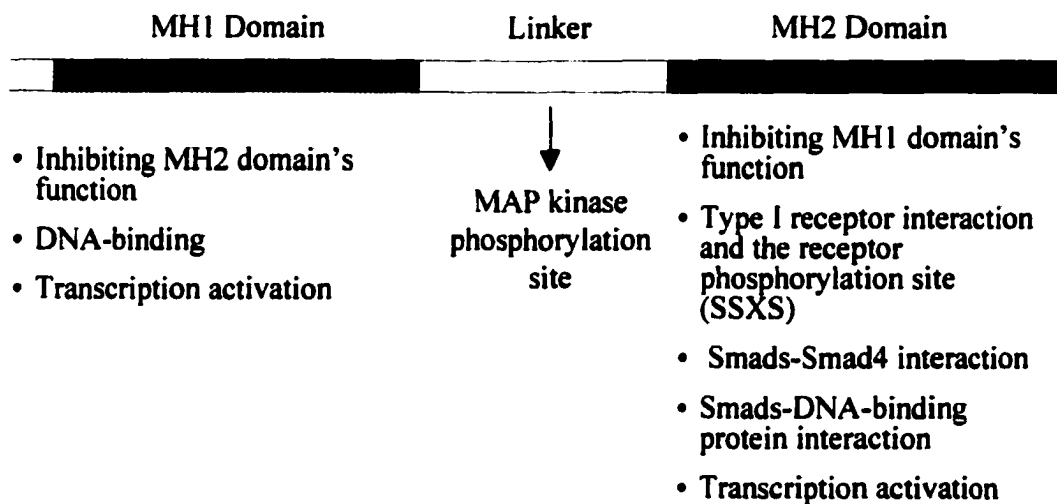 MH1 Domain
Linker
MH2 Domain
• Inhibiting MH2 domain's
function
• DNA-binding
• Transcription activation
MAP kinase
phosphorylation
site
• Inhibiting MH1 domain's
function
• Type I receptor interaction
and the receptor
phosphorylation site
(SSXS)
• Smads-Smad4 interaction
• Smads-DNA-binding
protein interaction
• Transcription activation